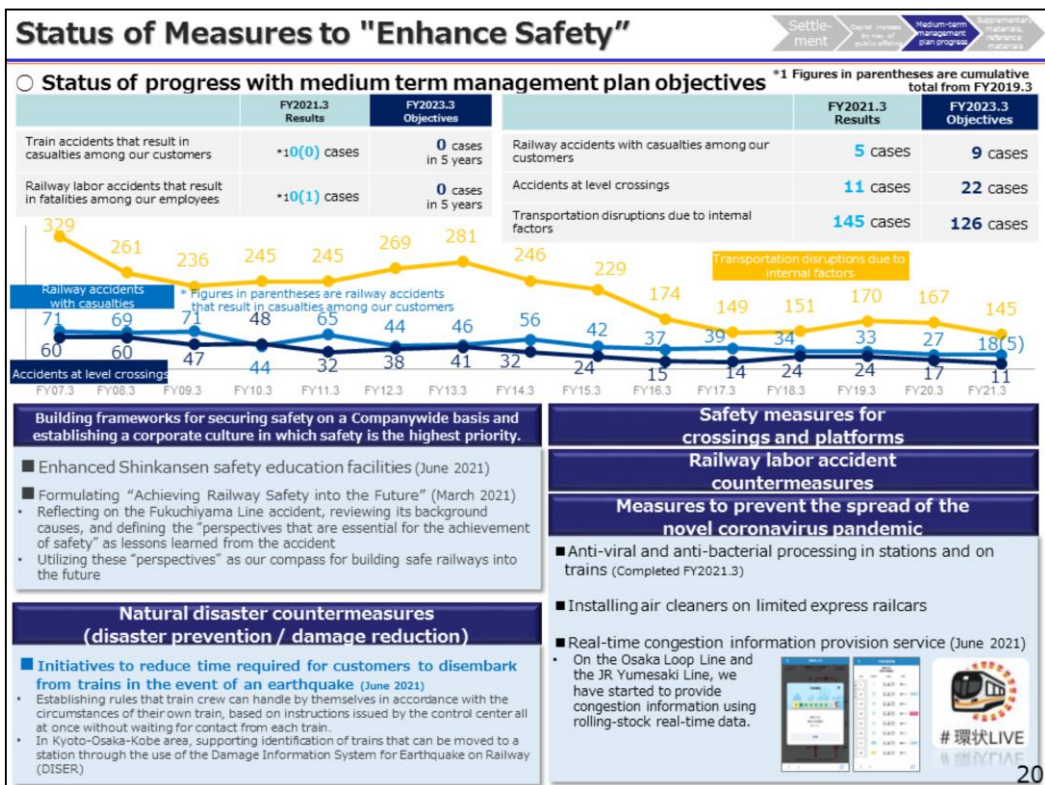 Status of Measures to "Enhance Safety”
Settle-
ment
Capital increase
by way of
public offering
Medium-term
management
plan progress
Supplementary
materials,
reference
materials
○ Status of progress with medium term management plan objectives
*1 Figures in parentheses are cumulative
total from FY2019.3
FY2021.3
Results
FY2023.3
Objectives
Train accidents that result in
casualties among our customers
*10(0) cases
0 cases
in 5 years
Railway labor accidents that result
in fatalities among our employees
*10(1) cases
0 cases
in 5 years
FY2021.3
Results
FY2023.3
Objectives
Railway accidents with casualties among our
customers
5 cases
9 cases
Accidents at level crossings
11 cases
22 cases
Transportation disruptions due to internal
factors
145 cases
126 cases
329 261 236 245 245 269 281 246 229 174 149 151 170 167 145
Transportation disruptions due to
internal factors
Railway accidents
with casualties
* Figures in parentheses are railway accidents
that result in casualties among our customers
71 69 71 44 65 44 46 56 42 37 39 34 33 27 18(5)
60 60 47 48 32 38 41 32 24 15 14 24 24 17 11
Accidents at level crossings
FY07.3 FY08.3 FY09.3 FY10.3 FY11.3 FY12.3 FY13.3 FY14.3 FY15.3 FY16.3 FY17.3 FY18.3 FY19.3 FY20.3 FY21.3
Building frameworks for securing safety on a Companywide basis and
establishing a corporate culture in which safety is the highest priority.
■ Enhanced Shinkansen safety education facilities (June 2021)
■ Formulating “Achieving Railway Safety into the Future” (March 2021)
• Reflecting on the Fukuchiyama Line accident, reviewing its background
causes, and defining the “perspectives that are essential for the achievement
of safety” as lessons learned from the accident
• Utilizing these “perspectives” as our compass for building safe railways into
the future
Natural disaster countermeasures
(disaster prevention / damage reduction)
■ Initiatives to reduce time required for customers to disembark
from trains in the event of an earthquake (June 2021)
• Establishing rules that train crew can handle by themselves in accordance with the
circumstances of their own train, based on instructions issued by the control center all
at once without waiting for contact from each train.
• In Kyoto-Osaka-Kobe area, supporting identification of trains that can be moved to a
station through the use of the Damage Information System for Earthquake on Railway
(DISER)
Safety measures for
crossings and platforms
Railway labor accident
countermeasures
Measures to prevent the spread of the
novel coronavirus pandemic
■Anti-viral and anti-bacterial processing in stations and on
trains (Completed FY2021.3)
■Installing air cleaners on limited express railcars
■Real-time congestion information provision service (June 2021)
• On the Osaka Loop Line and
the JR Yumesaki Line, we
have started to provide
congestion information using
rolling-stock real-time data.
#環状LIVE
20